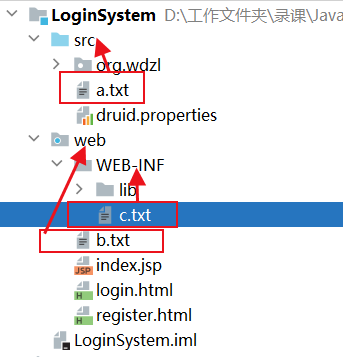 LoginSystem D:\工作文件夹\录课\Java
src
org.wdzl
a.txt
druid.properties
web
WEB-INF
lib
c.txt
b.txt
index.jsp
JSP
login.html
H
register.html
H
LoginSystem.iml